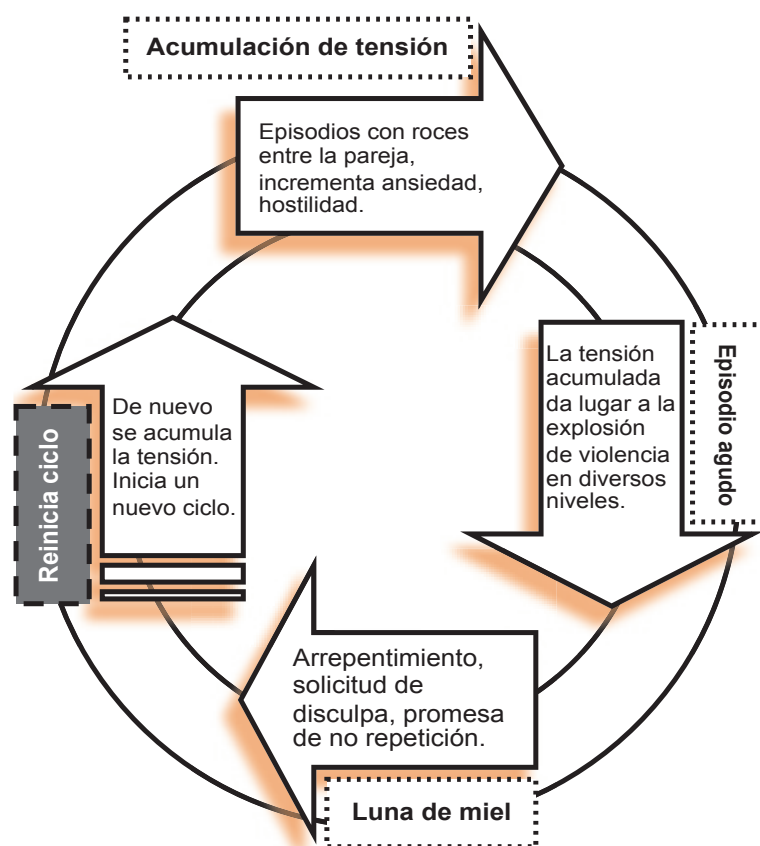 Acumulación de tensión
Episodios con roces
entre la pareja,
incrementa ansiedad,
hostilidad.
Episodio agudo
La tensión
acumulada
da lugar a la
explosión
de violencia
en diversos
niveles.
Arrepentimiento,
solicitud de
disculpa, promesa
de no repetición.
Luna de miel
Reinicia ciclo
De nuevo
se acumula
la tensión.
Inicia un
nuevo ciclo.